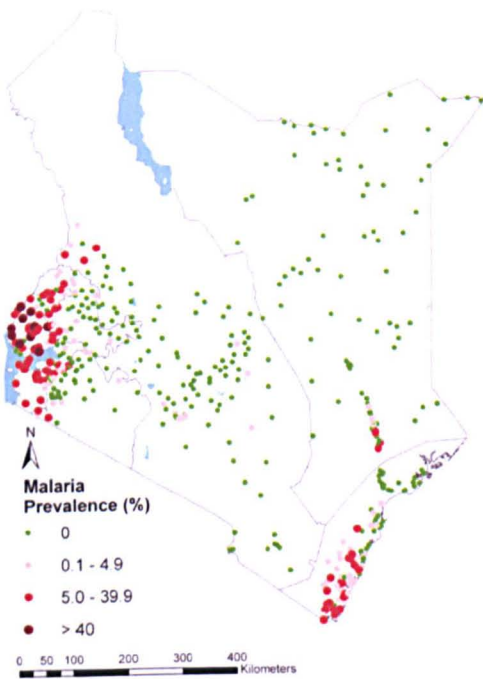 N
Malaria
Prevalence (%)
0
0.1 - 4.9
5.0 - 39.9
> 40
0 50 100 200 300 400
Kilometers